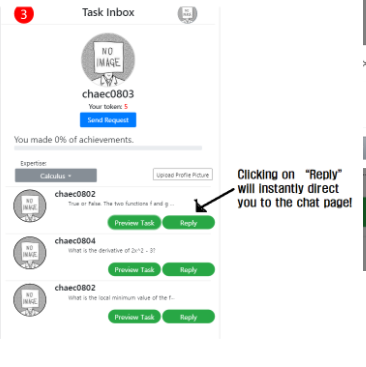 3
Task Inbox
NO
IMAGE
chaec0803
Your token: 5
Send Request
You made 0% of achievements.
Expertise:
Calculus
Upload Profile Picture
NO
IMAGE
chaec0802
True or False. The two functions f and g...
Preview Task
Reply
Clicking on "Reply"
will instantly direct
you to the chat page!
NO
IMAGE
chaec0804
What is the derivative of 2x^2 - 3?
Preview Task
Reply
NO
IMAGE
chaec0802
What is the local minimum value of the f..
Preview Task
Reply